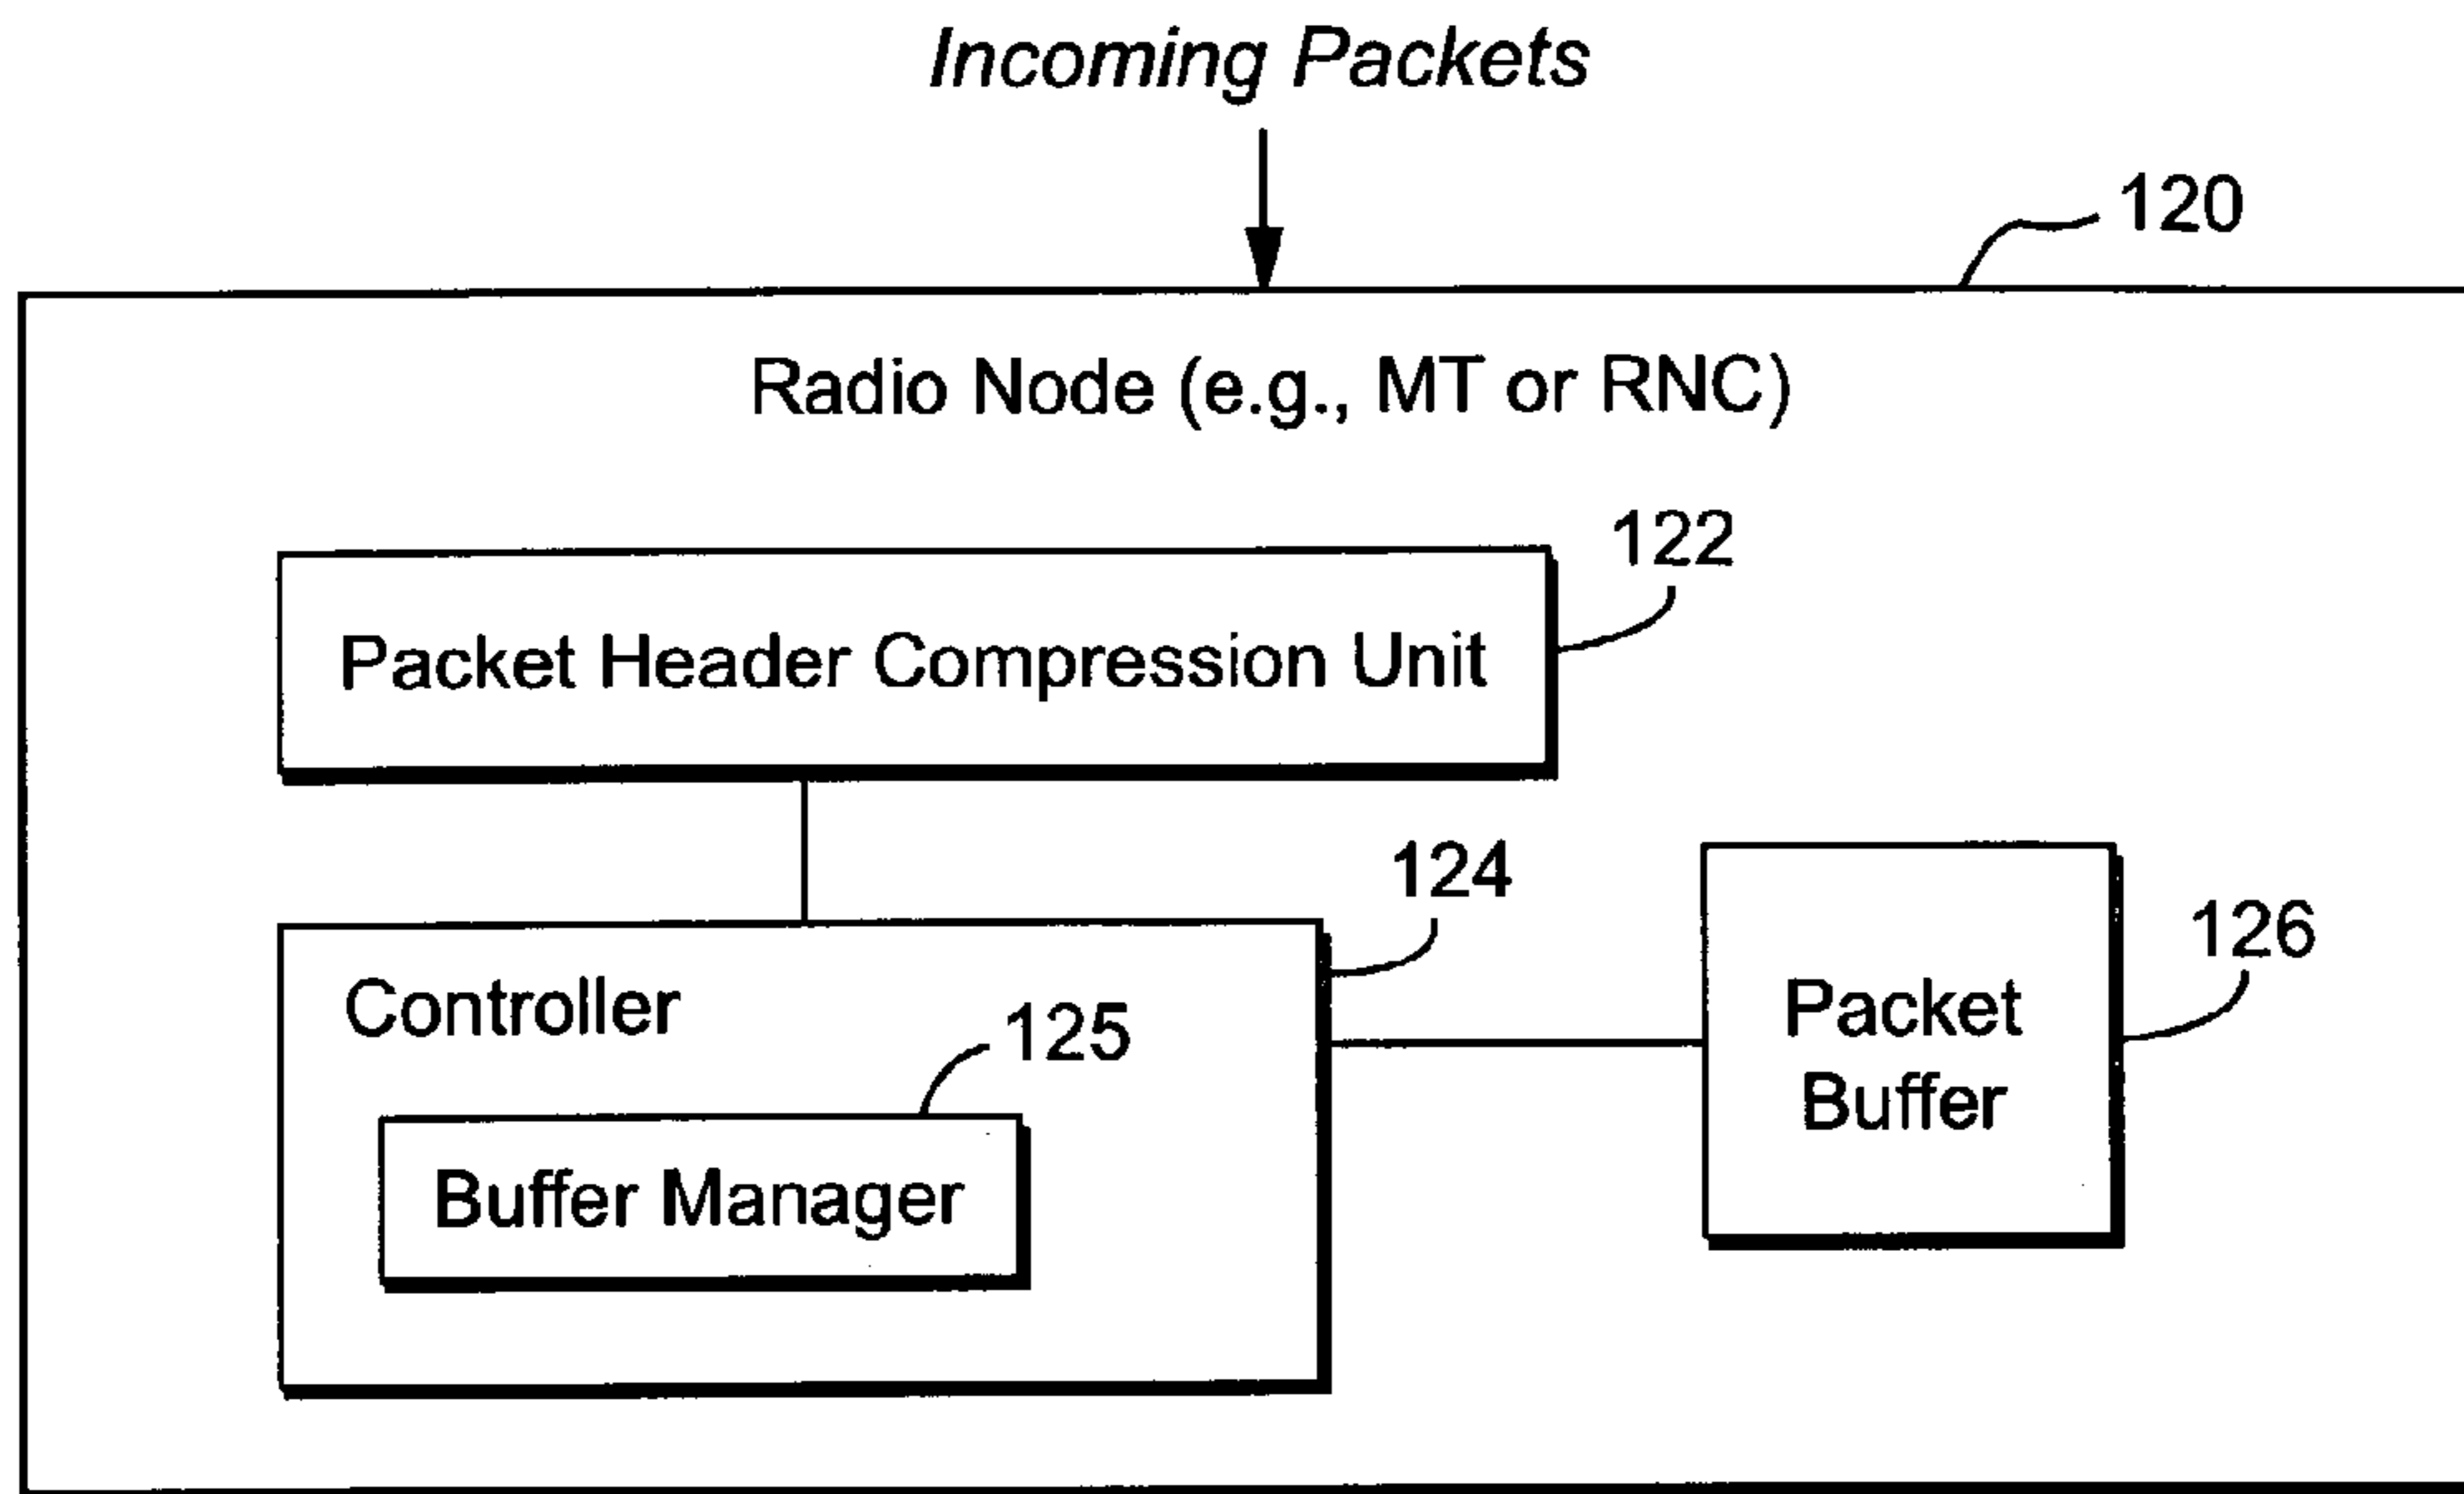 Incoming Packets
120
Radio Node (e.g., MT or RNC)
122
Packet Header Compression Unit
124
126
Controller
125
Packet
Buffer
Buffer Manager